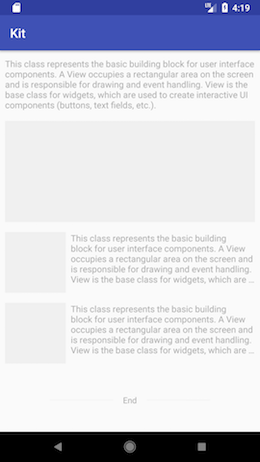 4:19
Kit
This class represents the basic building block for user interface
components. A View occupies a rectangular area on the screen
and is responsible for drawing and event handling. View is the
base class for widgets, which are used to create interactive UI
components (buttons, text fields, etc.).
This class represents the basic building
block for user interface components. A View
occupies a rectangular area on the screen and
is responsible for drawing and event handling.
View is the base class for widgets, which are ...
This class represents the basic building
block for user interface components. A View
occupies a rectangular area on the screen and
is responsible for drawing and event handling.
View is the base class for widgets, which are ...
End